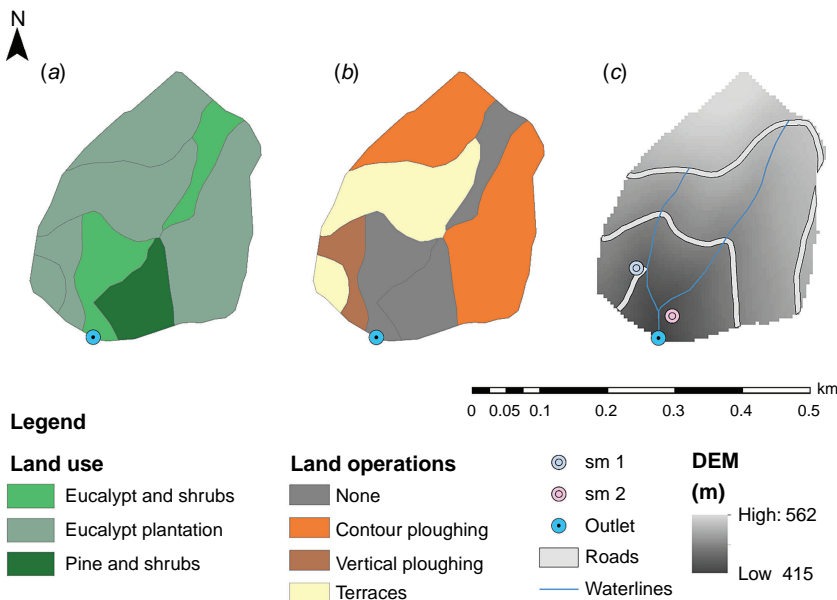 N
(a)
(b)
(c)
km
0 0.05 0.1 0.2 0.3 0.4 0.5
Legend
Land use
Eucalypt and shrubs
Eucalypt plantation
Pine and shrubs
Land operations
None
Contour ploughing
Vertical ploughing
Terraces
sm 1
sm 2
Outlet
Roads
Waterlines
DEM
(m)
High: 562
Low 415